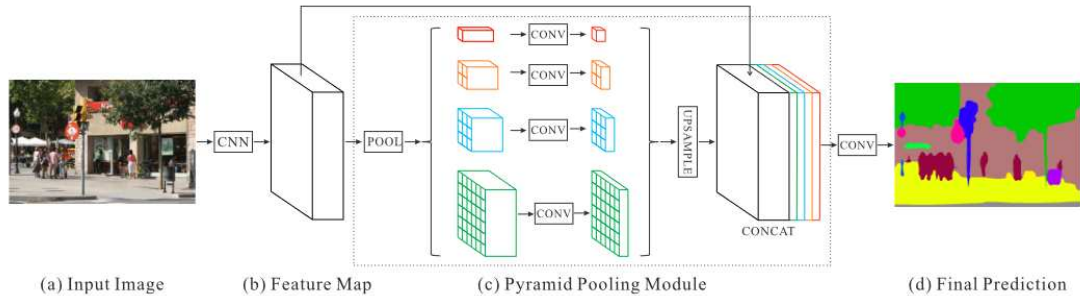 CNN
POOL
CONV
CONV
CONV
CONV
UPSAMPLE
CONCAT
CONV
(a) Input Image
(b) Feature Map
(c) Pyramid Pooling Module
(d) Final Prediction